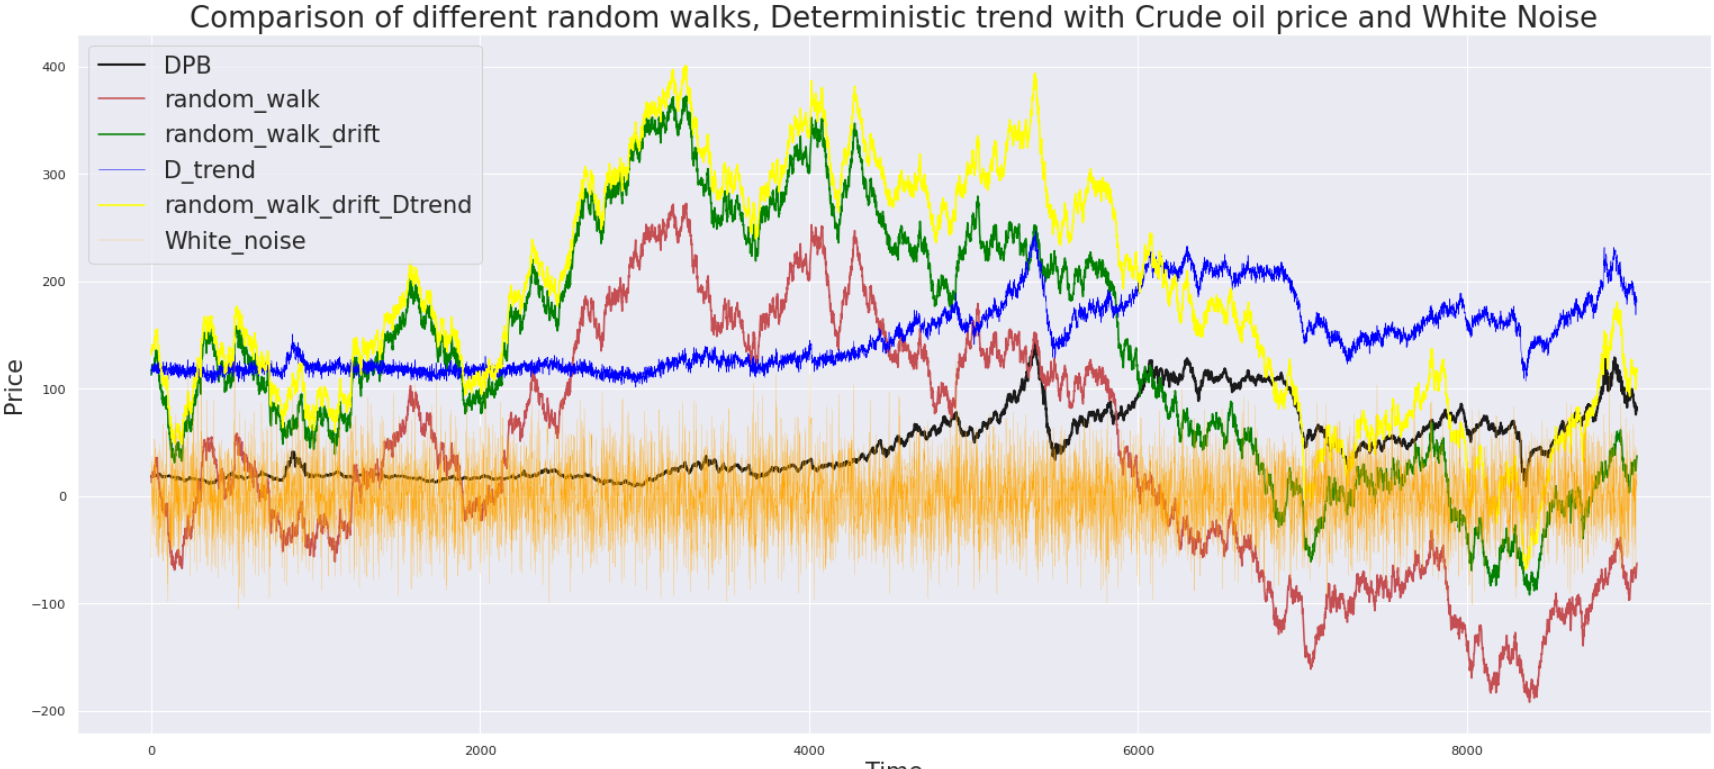 Comparison of different random walks, Deterministic trend with Crude oil price and White Noise
DPB
random_walk
random_walk_drift
D_trend
random_walk_drift_Dtrend
White_noise
Price
400
300
200
100
0
−100
−200
0 2000 4000 6000 8000
Time